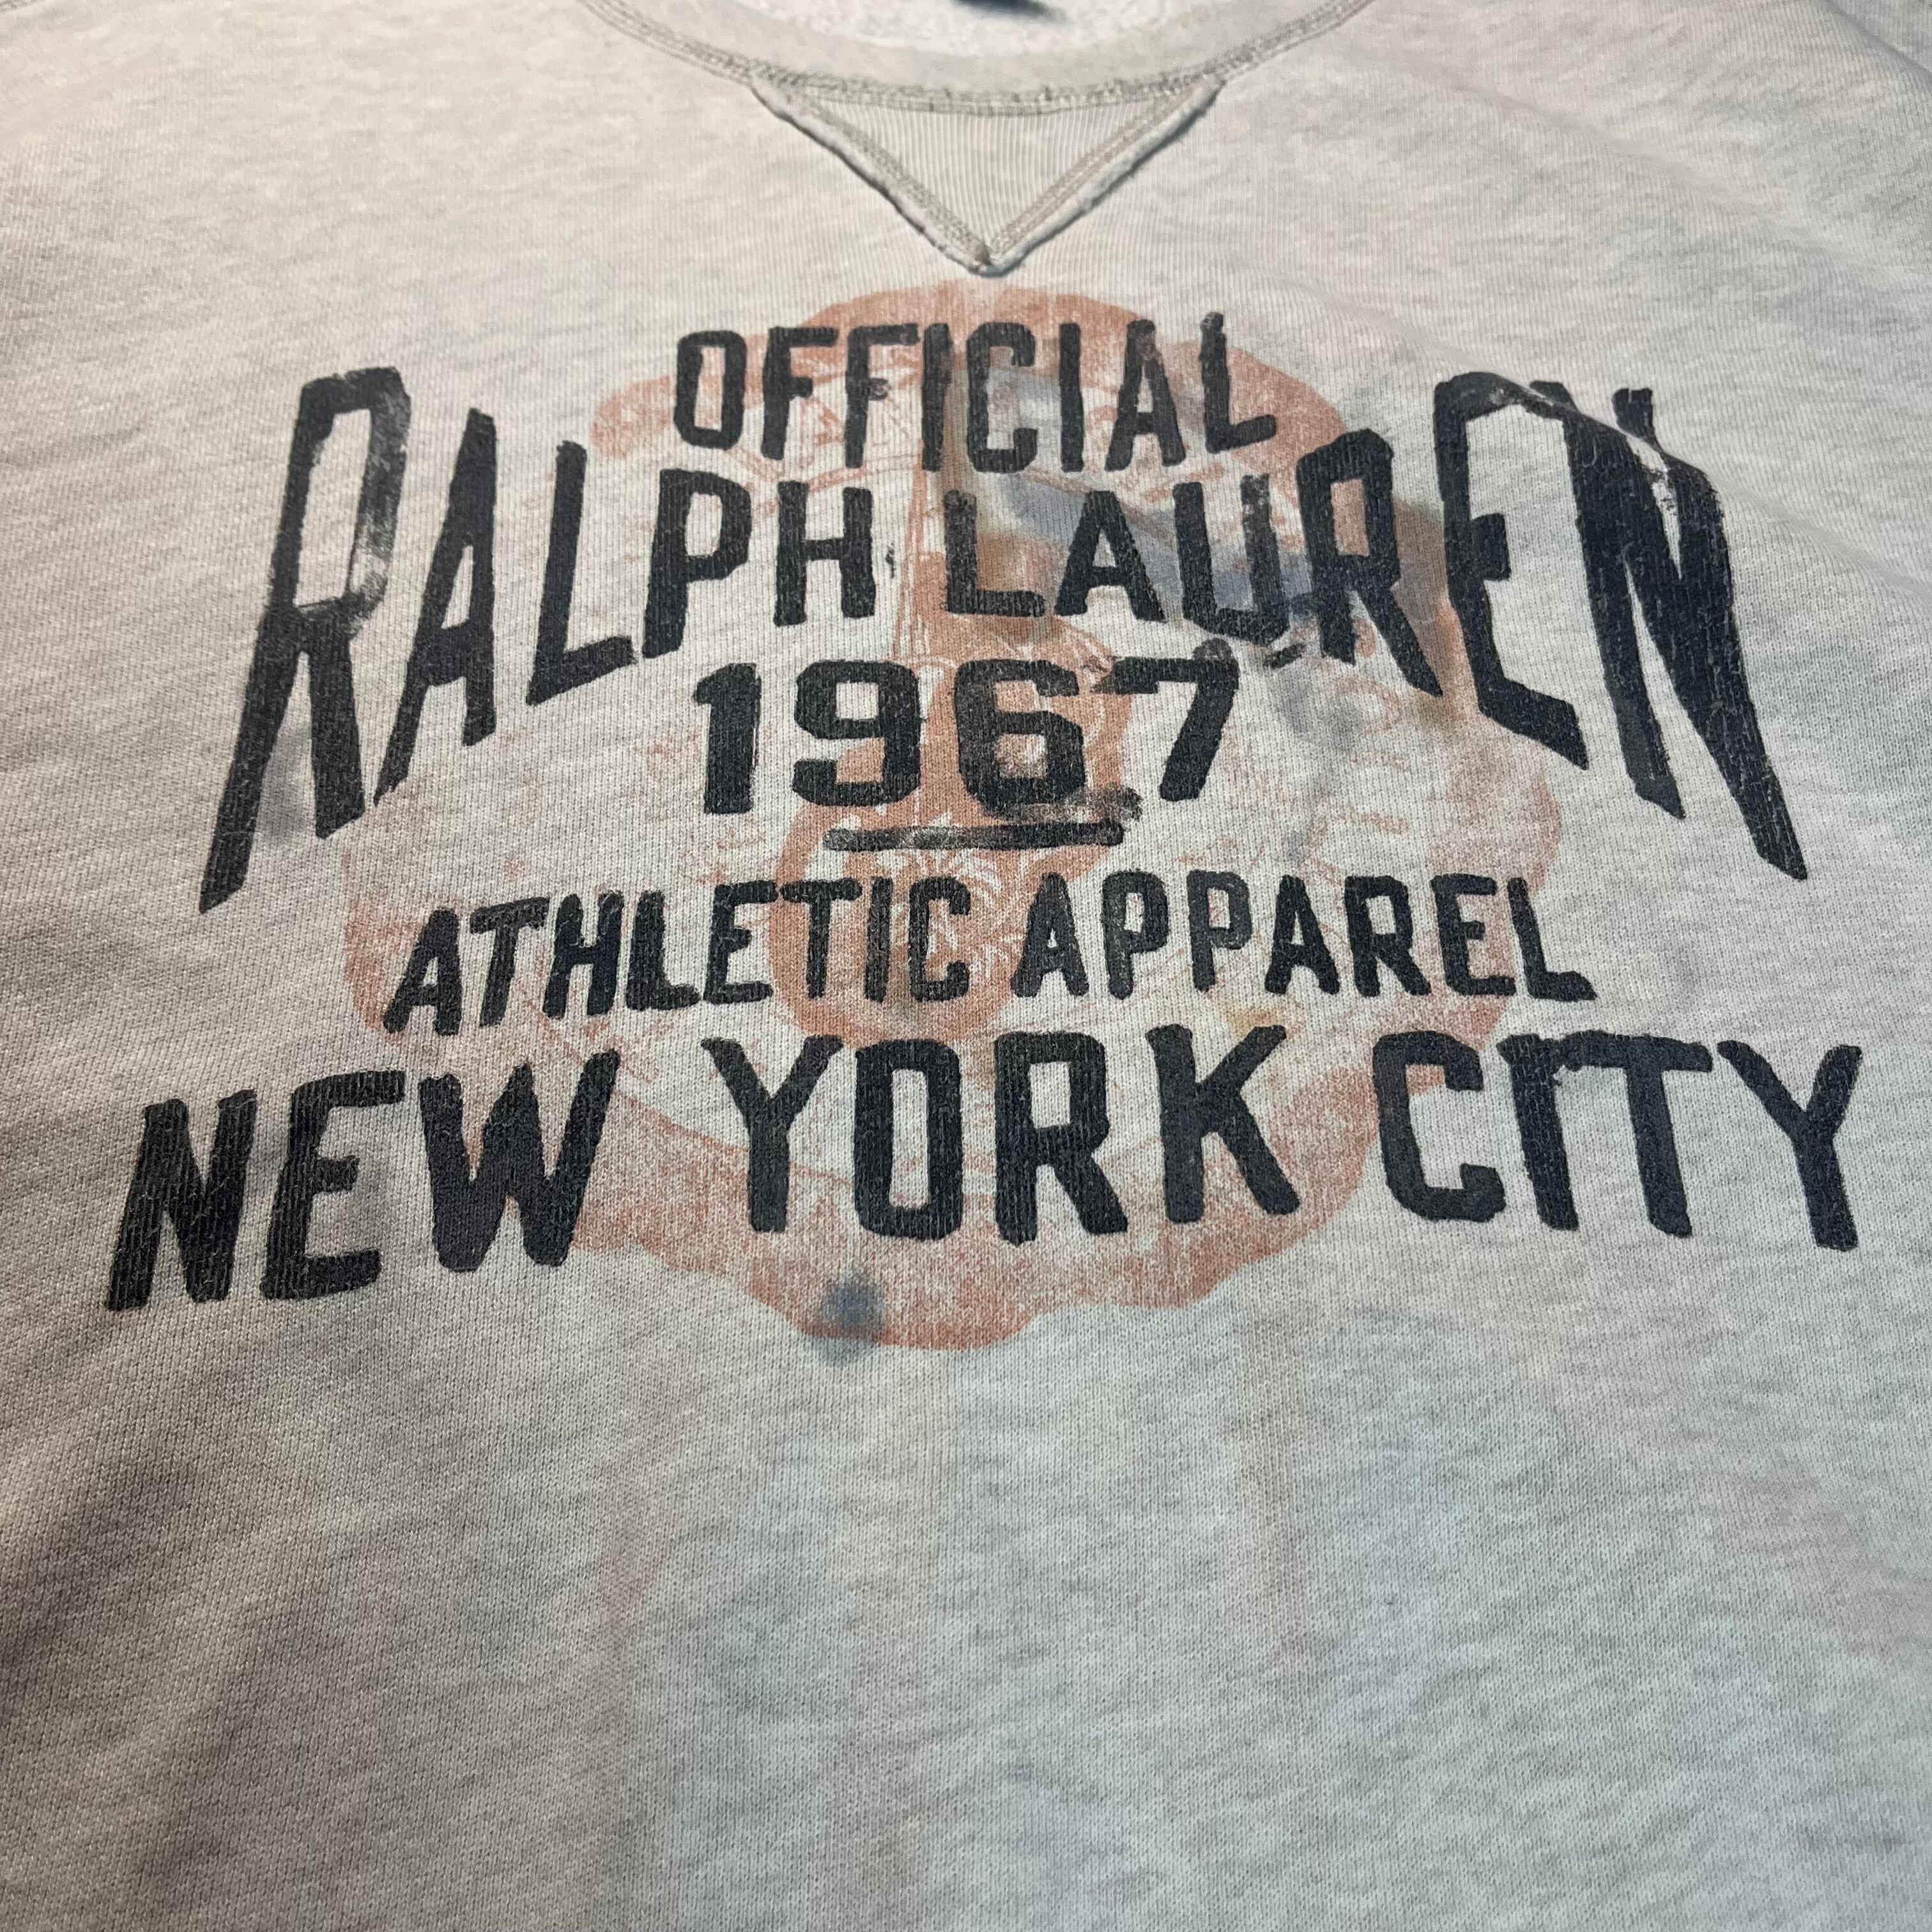 OFFICIAL
RALPH LAUREN
1967
ATHLETIC APPAREL
NEW YORK CITY